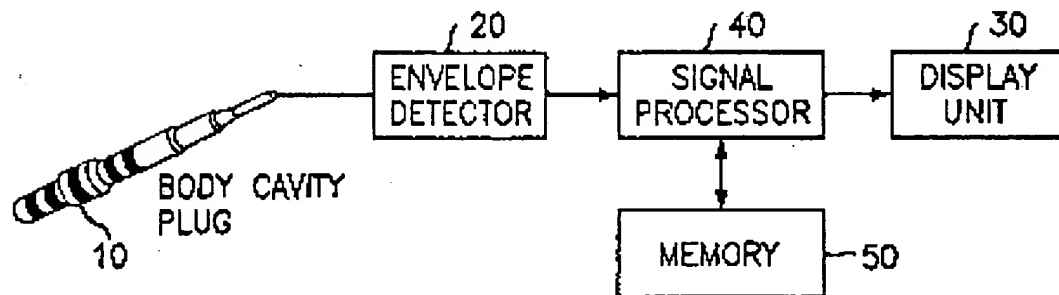 20
40
30
ENVELOPE
DETECTOR
SIGNAL
PROCESSOR
DISPLAY
UNIT
BODY CAVITY
PLUG
10
MEMORY
50